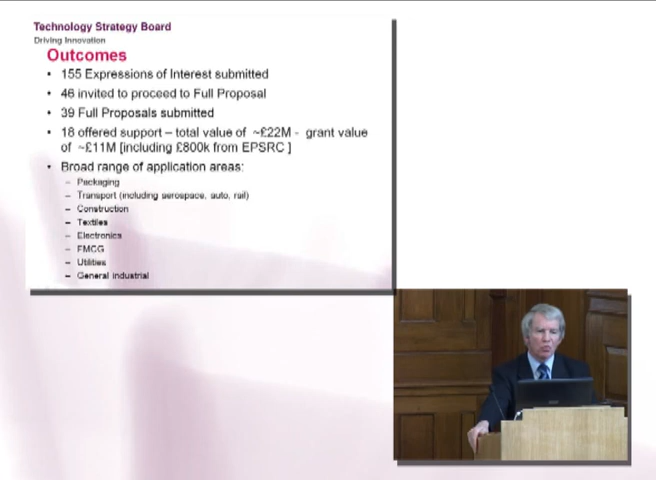 Technology Strategy Board
Driving Innovation
Outcomes
• 155 Expressions of Interest submitted
• 46 invited to proceed to Full Proposal
• 39 Full Proposals submitted
• 18 offered support – total value of ~£22M - grant value
of ~£11M [including £800k from EPSRC ]
• Broad range of application areas:
– Packaging
– Transport (including aerospace, auto, rail)
– Construction
– Textiles
– Electronics
– FMCG
– Utilities
– General industrial